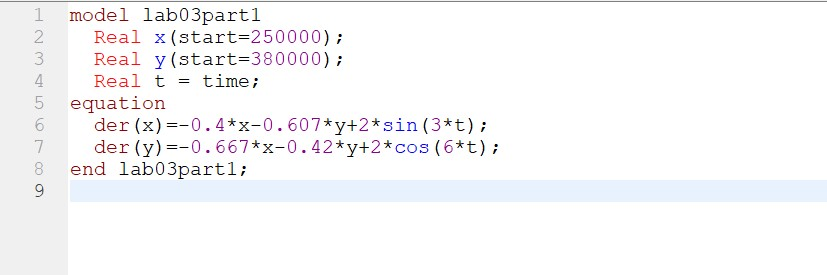 1 model lab03part1
2   Real x(start=250000);
3   Real y(start=380000);
4   Real t = time;
5 equation
6   der(x)=-0.4*x-0.607*y+2*sin(3*t);
7   der(y)=-0.667*x-0.42*y+2*cos(6*t);
8 end lab03part1;
9